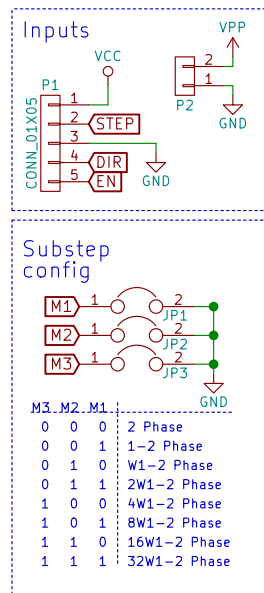 Inputs
VPP
VCC
P1
CONN_01X05
1
2 STEP
3
4 DIR
5 EN
GND
2
1
P2
GND
Substep
config
M1 1 2
JP1
M2 1 2
JP2
M3 1 2
JP3
GND
M3 M2 M1
0 0 0 2 Phase
0 0 1 1-2 Phase
0 1 0 W1-2 Phase
0 1 1 2W1-2 Phase
1 0 0 4W1-2 Phase
1 0 1 8W1-2 Phase
1 1 0 16W1-2 Phase
1 1 1 32W1-2 Phase